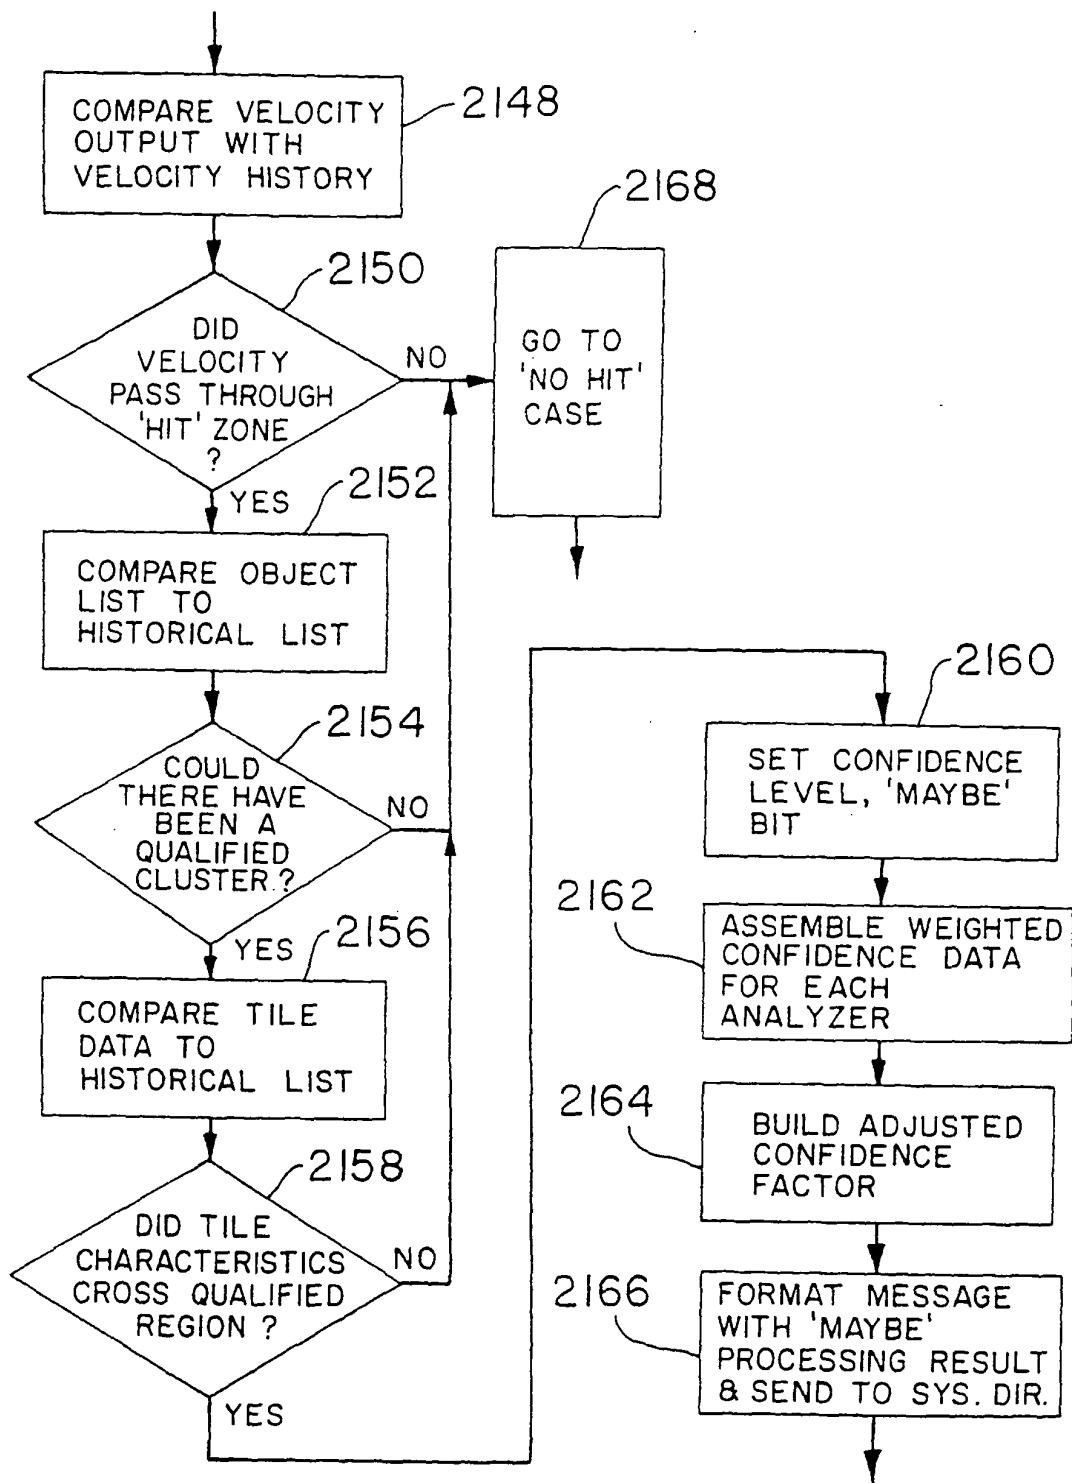 COMPARE VELOCITY
OUTPUT WITH
VELOCITY HISTORY
2148
2168
2150
DID
VELOCITY
PASS THROUGH
'HIT' ZONE
?
NO
GO TO
'NO HIT'
CASE
YES
2152
COMPARE OBJECT
LIST TO
HISTORICAL LIST
2154
COULD
THERE HAVE
BEEN A
QUALIFIED
CLUSTER.?
NO
YES
2156
COMPARE TILE
DATA TO
HISTORICAL LIST
2158
DID TILE
CHARACTERISTICS
CROSS QUALIFIED
REGION ?
NO
YES
2160
SET CONFIDENCE
LEVEL, 'MAYBE'
BIT
2162
ASSEMBLE WEIGHTED
CONFIDENCE DATA
FOR EACH
ANALYZER
2164
BUILD ADJUSTED
CONFIDENCE
FACTOR
2166
FORMAT MESSAGE
WITH 'MAYBE'
PROCESSING RESULT
& SEND TO SYS. DIR.